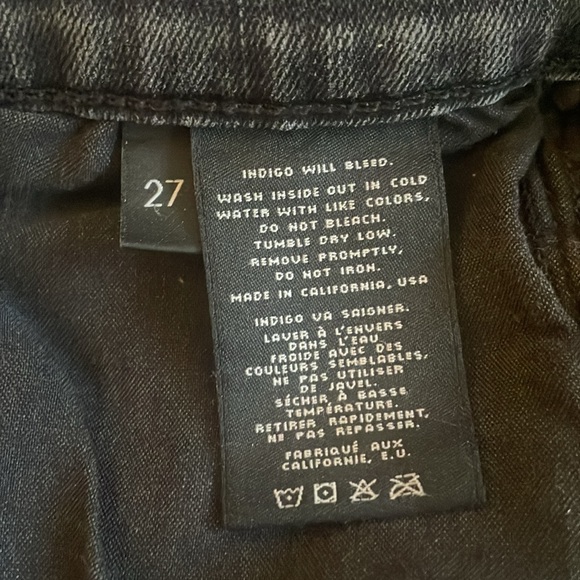 27
INDIGO WILL BLEED.
WASH INSIDE OUT IN COLD
WATER WITH LIKE COLORS,
DO NOT BLEACH.
TUMBLE DRY LOW.
REMOVE PROMPTLY,
DO NOT IRON.
MADE IN CALIFORNIA, USA
INDIGO VA SAIGNER.
LAVER À L'ENVERS
DANS L'EAU
FROIDE AVEC DES
COULEURS SEMBLABLES,
NE PAS UTILISER
DE JAVEL.
SÉCHER À BASSE
TEMPÉRATURE.
RETIRER RAPIDEMENT,
NE PAS REPASSER.
FABRIQUÉ AUX
CALIFORNIE, E.U.